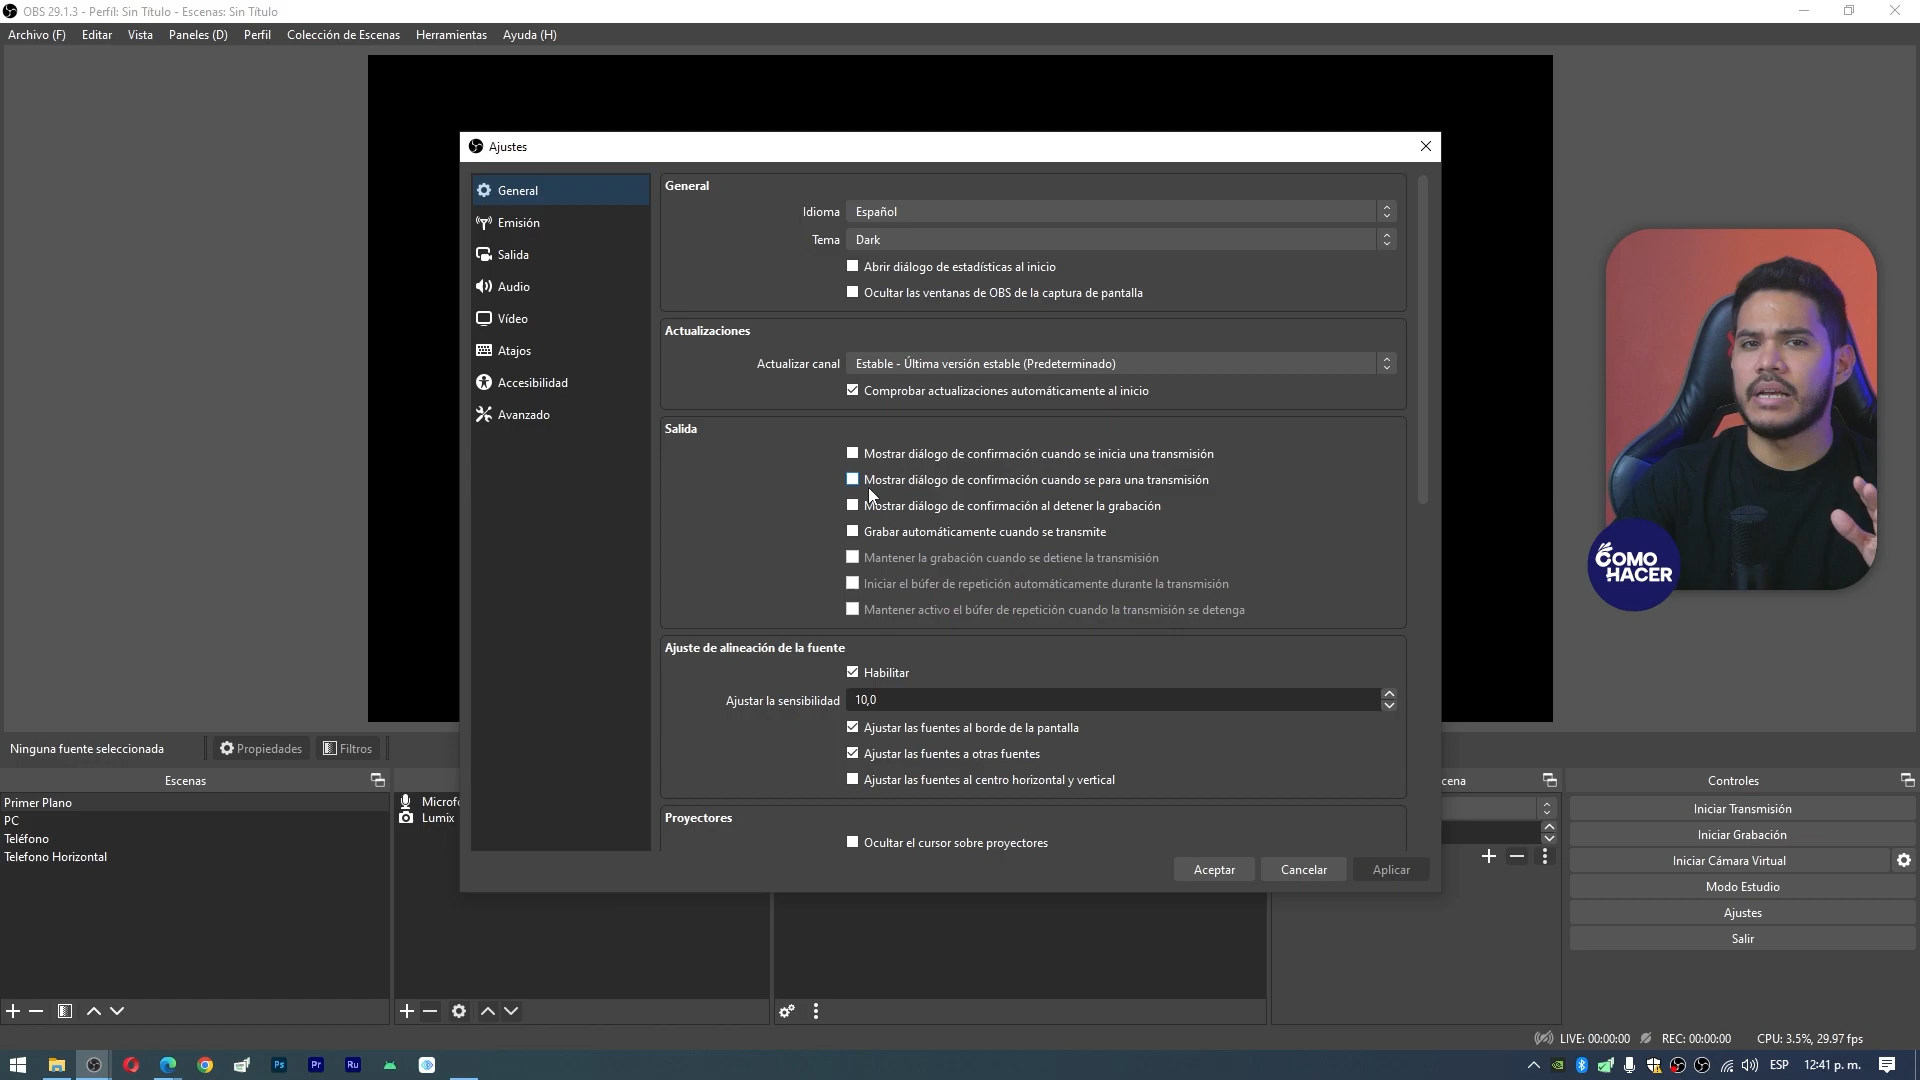 OBS 29.1.3 - Perfil: Sin Título - Escenas: Sin Título
Archivo (F) Editar Vista Paneles (D) Perfil Colección de Escenas Herramientas Ayuda (H)
Ajustes
General
Emisión
Salida
Audio
Vídeo
Atajos
Accesibilidad
Avanzado
General
Idioma Español
Tema Dark
Abrir diálogo de estadísticas al inicio
Ocultar las ventanas de OBS de la captura de pantalla
Actualizaciones
Actualizar canal Estable - Última versión estable (Predeterminado)
Comprobar actualizaciones automáticamente al inicio
Salida
Mostrar diálogo de confirmación cuando se inicia una transmisión
Mostrar diálogo de confirmación cuando se para una transmisión
Mostrar diálogo de confirmación al detener la grabación
Grabar automáticamente cuando se transmite
Mantener la grabación cuando se detiene la transmisión
Iniciar el búfer de repetición automáticamente durante la transmisión
Mantener activo el búfer de repetición cuando la transmisión se detenga
Ajuste de alineación de la fuente
Habilitar
Ajustar la sensibilidad 10,0
Ajustar las fuentes al borde de la pantalla
Ajustar las fuentes a otras fuentes
Ajustar las fuentes al centro horizontal y vertical
Proyectores
Ocultar el cursor sobre proyectores
Aceptar Cancelar Aplicar
COMO
HACER
Ninguna fuente seleccionada Propiedades Filtros
Escenas
Primer Plano
PC
Teléfono
Telefono Horizontal
Microfo
Lumix
cena
Controles
Iniciar Transmisión
Iniciar Grabación
Iniciar Cámara Virtual
Modo Estudio
Ajustes
Salir
LIVE: 00:00:00 REC: 00:00:00 CPU: 3.5%, 29.97 fps
Ps Pr Ru ESP 12:41 p. m.